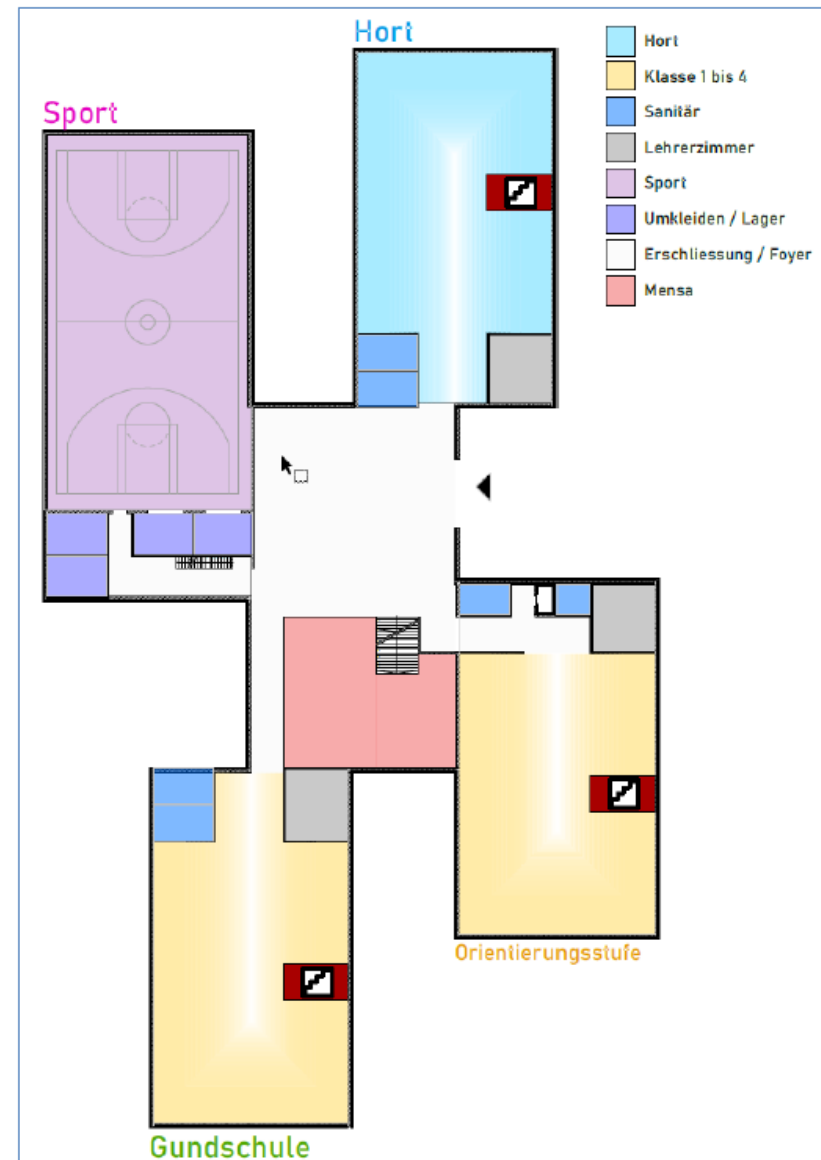 Hort
Sport
Hort
Klasse 1 bis 4
Sanitär
Lehrerzimmer
Sport
Umkleiden / Lager
Erschliessung / Foyer
Mensa
Orientierungsstufe
Gundschule